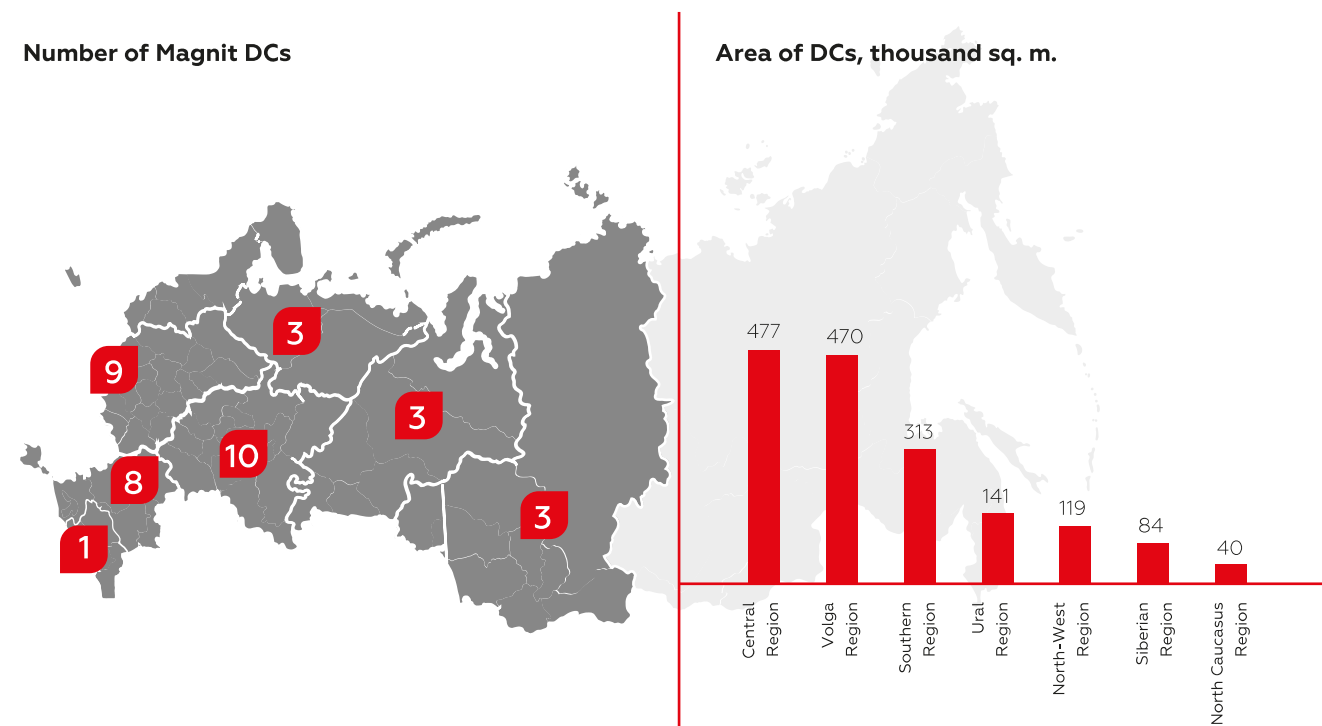 Number of Magnit DCs
3
9
3
10
8
3
1
Area of DCs, thousand sq. m.
477
470
313
141
119
84
40
Central
Region
Volga
Region
Southern
Region
Ural
Region
North-West
Region
Siberian
Region
North Caucasus
Region